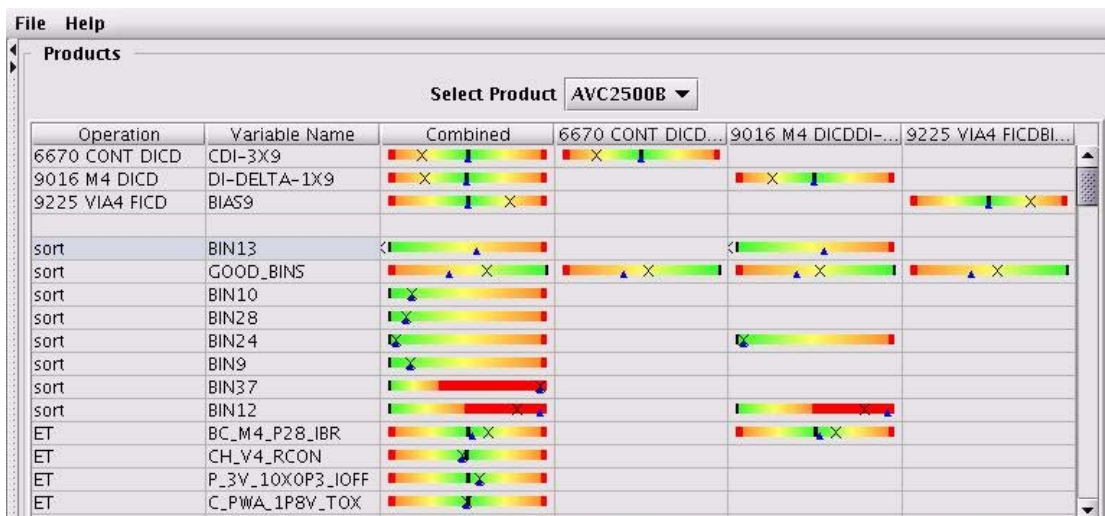 File Help
Products
Select Product AVC2500B
Operation Variable Name Combined 6670 CONT DICD... 9016 M4 DICDDI-... 9225 VIA4 FICDBI...
6670 CONT DICD CDI-3X9
9016 M4 DICD DI-DELTA-1X9
9225 VIA4 FICD BIAS9
sort BIN13
sort GOOD_BINS
sort BIN10
sort BIN28
sort BIN24
sort BIN9
sort BIN37
sort BIN12
ET BC_M4_P28_IBR
ET CH_V4_RCON
ET P_3V_10X0P3_IOFF
ET C_PWA_1P8V_TOX